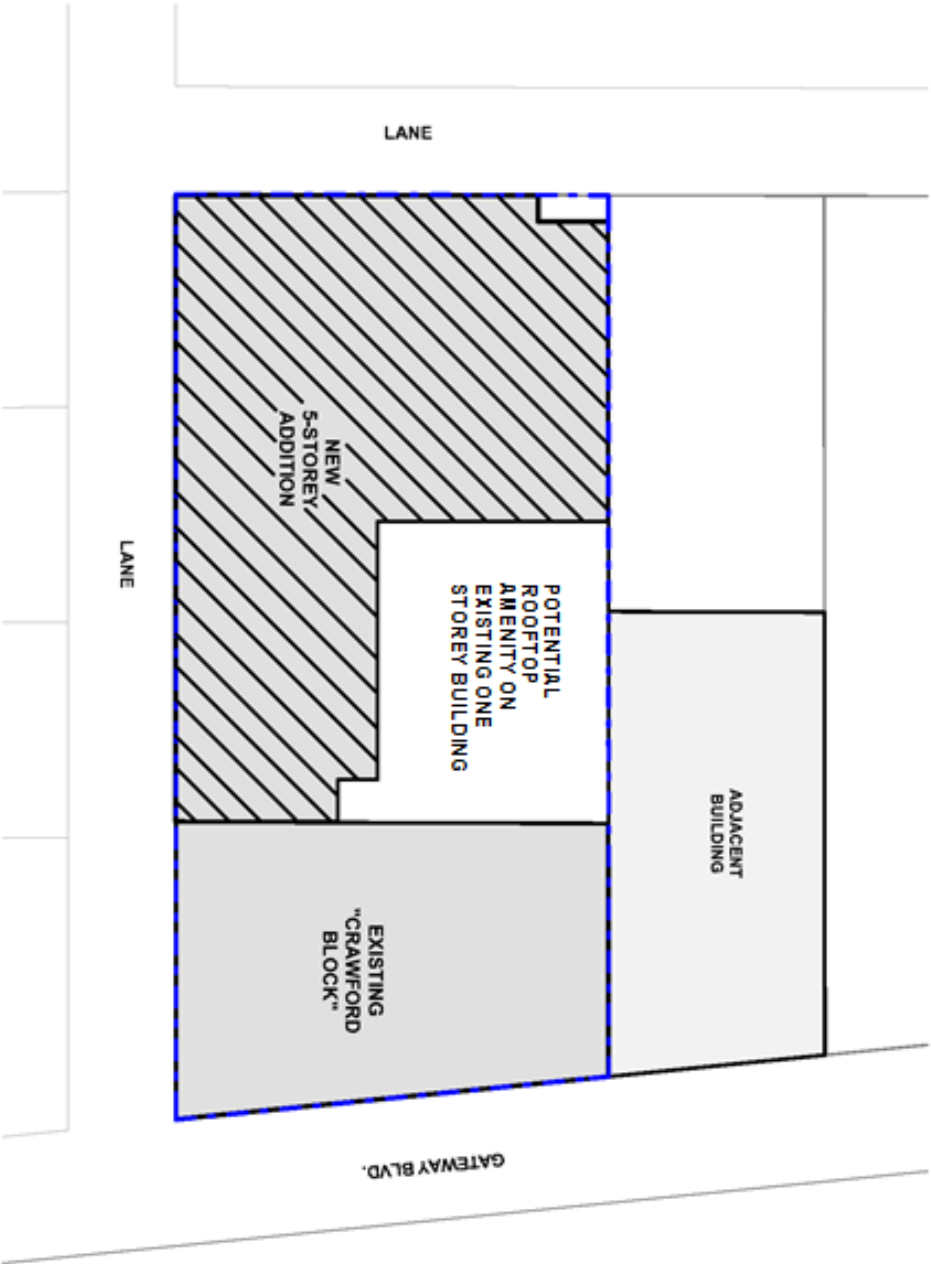 LANE
NEW
5-STOREY
ADDITION
LANE
POTENTIAL
ROOFTOP
AMENITY ON
EXISTING ONE
STOREY BUILDING
ADJACENT
BUILDING
EXISTING
"CRAWFORD
BLOCK"
GATEWAY BLVD.